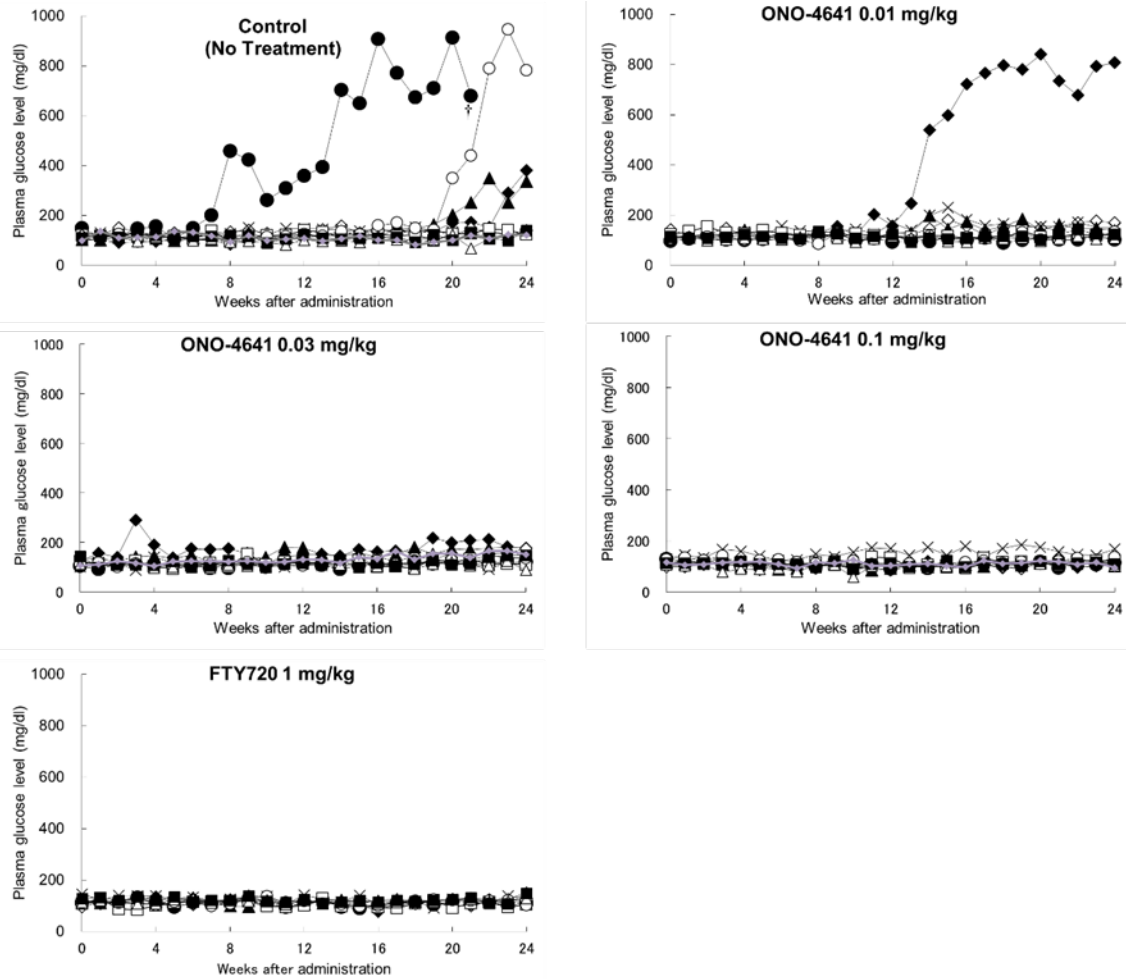 Control
(No Treatment)
Plasma glucose level (mg/dl)
1000
800
600
400
200
0
†
0 4 8 12 16 20 24
Weeks after administration
ONO-4641 0.01 mg/kg
Plasma glucose level (mg/dl)
1000
800
600
400
200
0
0 4 8 12 16 20 24
Weeks after administration
ONO-4641 0.03 mg/kg
Plasma glucose level (mg/dl)
1000
800
600
400
200
0
0 4 8 12 16 20 24
Weeks after administration
ONO-4641 0.1 mg/kg
Plasma glucose level (mg/dl)
1000
800
600
400
200
0
0 4 8 12 16 20 24
Weeks after administration
FTY720 1 mg/kg
Plasma glucose level (mg/dl)
1000
800
600
400
200
0
0 4 8 12 16 20 24
Weeks after administration